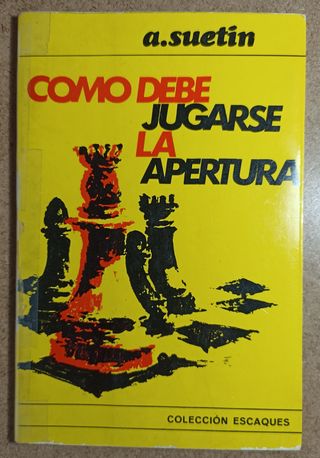 a.suetin
COMO DEBE
JUGARSE
LA
APERTURA
COLECCIÓN ESCAQUES